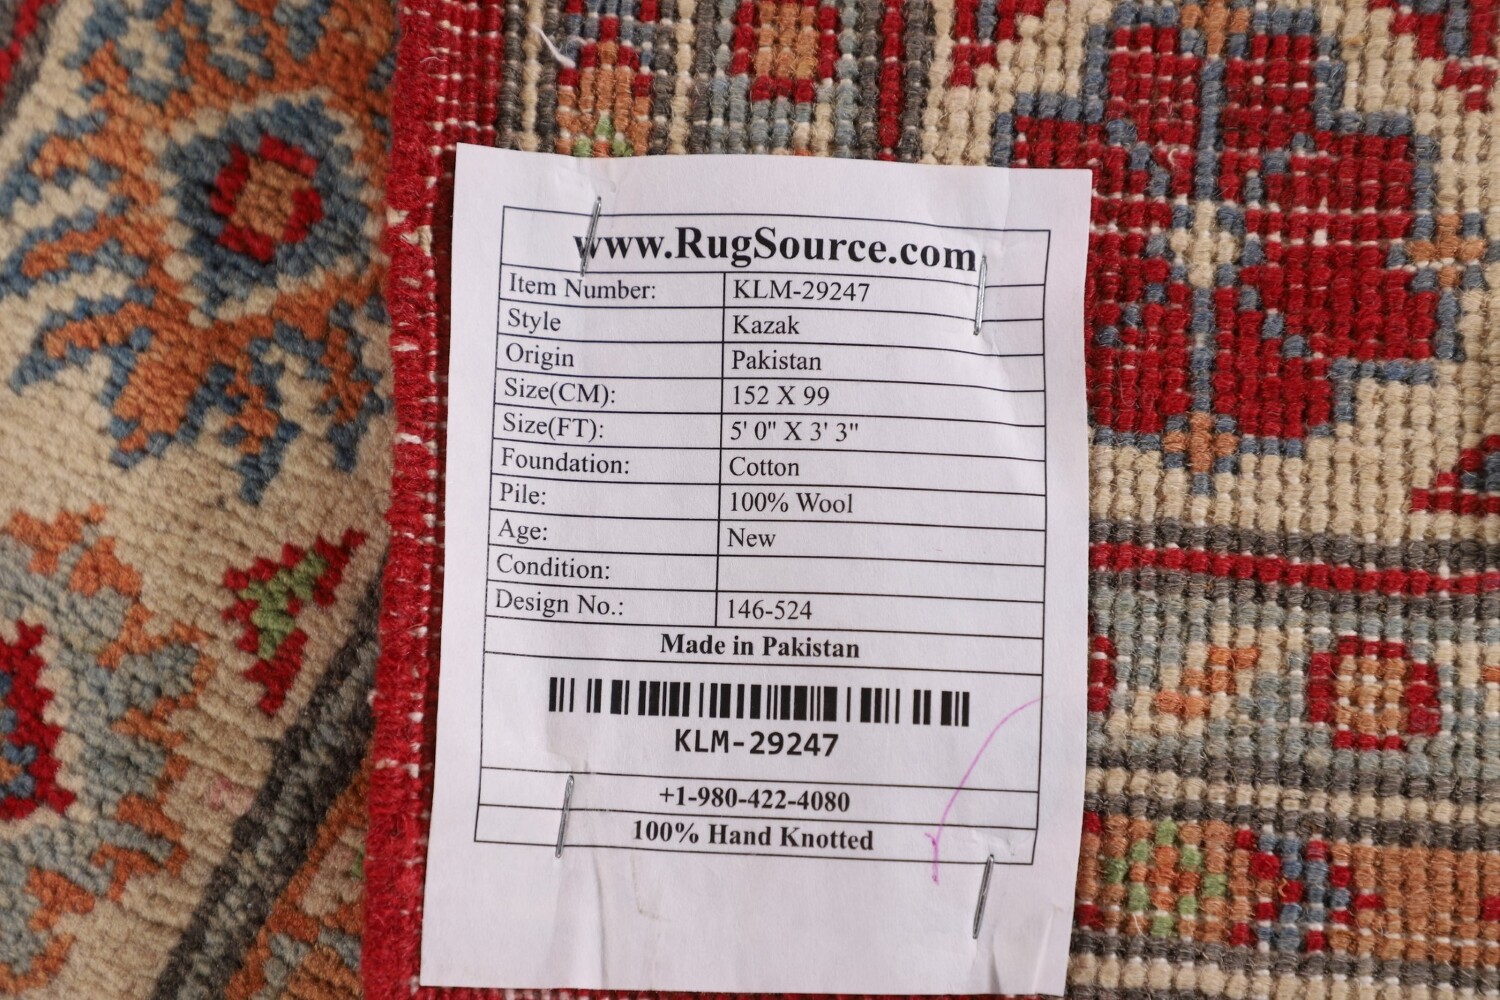 www.RugSource.com
Item Number: KLM-29247
Style Kazak
Origin Pakistan
Size(CM): 152 X 99
Size(FT): 5' 0" X 3' 3"
Foundation: Cotton
Pile: 100% Wool
Age: New
Condition:
Design No.: 146-524
Made in Pakistan
KLM-29247
+1-980-422-4080
100% Hand Knotted